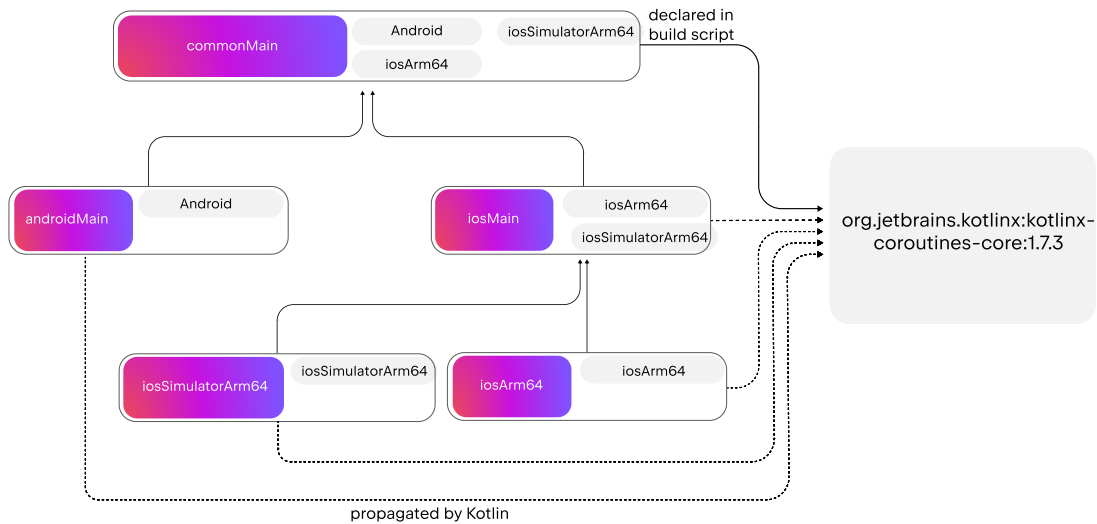 commonMain
Android
iosSimulatorArm64
iosArm64
declared in
build script
androidMain
Android
iosMain
iosArm64
iosSimulatorArm64
org.jetbrains.kotlinx:kotlinx-
coroutines-core:1.7.3
iosSimulatorArm64
iosSimulatorArm64
iosArm64
iosArm64
propagated by Kotlin